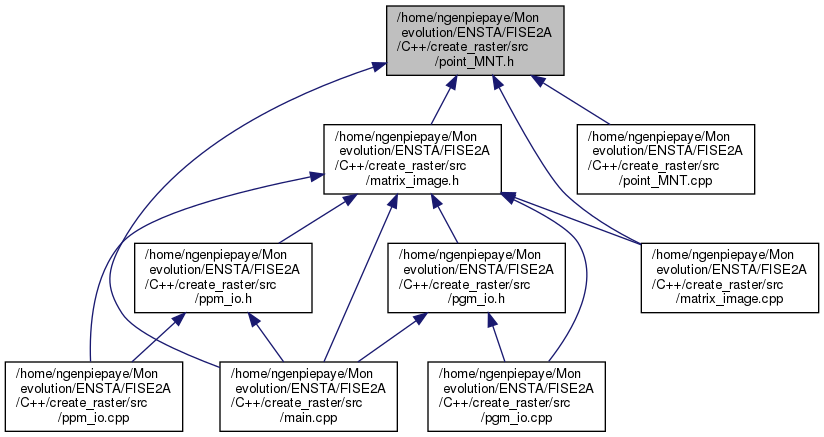 /home/ngenpiepaye/Mon
evolution/ENSTA/FISE2A
/C++/create_raster/src
/point_MNT.h
/home/ngenpiepaye/Mon
evolution/ENSTA/FISE2A
/C++/create_raster/src
/matrix_image.h
/home/ngenpiepaye/Mon
evolution/ENSTA/FISE2A
/C++/create_raster/src
/point_MNT.cpp
/home/ngenpiepaye/Mon
evolution/ENSTA/FISE2A
/C++/create_raster/src
/ppm_io.h
/home/ngenpiepaye/Mon
evolution/ENSTA/FISE2A
/C++/create_raster/src
/pgm_io.h
/home/ngenpiepaye/Mon
evolution/ENSTA/FISE2A
/C++/create_raster/src
/matrix_image.cpp
/home/ngenpiepaye/Mon
evolution/ENSTA/FISE2A
/C++/create_raster/src
/ppm_io.cpp
/home/ngenpiepaye/Mon
evolution/ENSTA/FISE2A
/C++/create_raster/src
/main.cpp
/home/ngenpiepaye/Mon
evolution/ENSTA/FISE2A
/C++/create_raster/src
/pgm_io.cpp